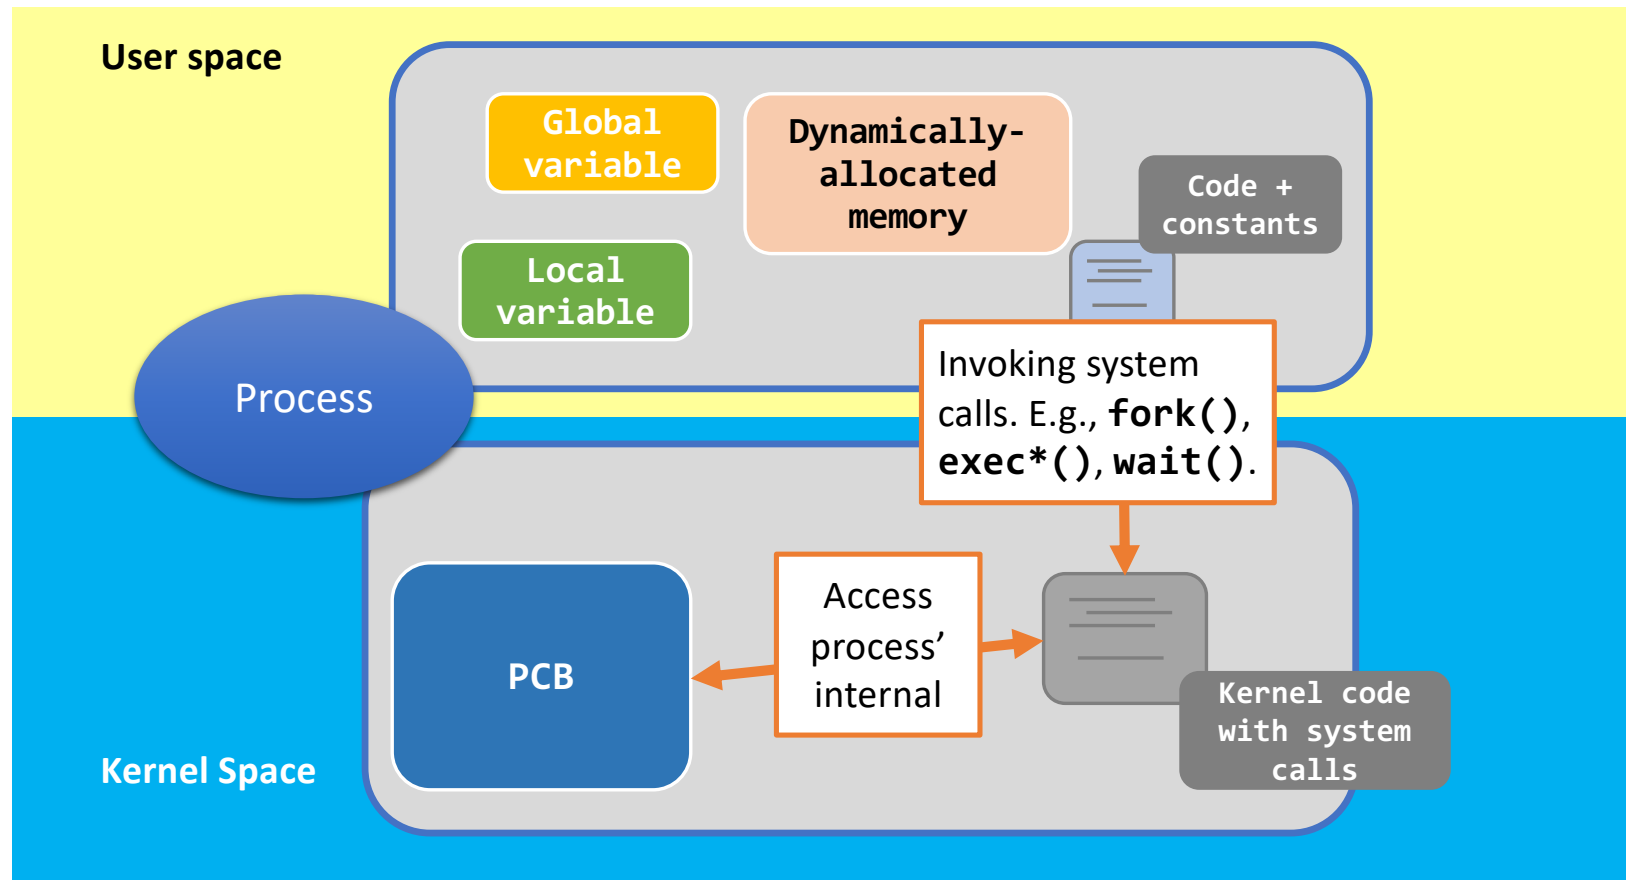 User space
Global
variable
Dynamically-
allocated
memory
Code +
constants
Local
variable
Process
Invoking system
calls. E.g., fork(),
exec*(), wait().
Access
process’
internal
PCB
Kernel code
with system
calls
Kernel Space